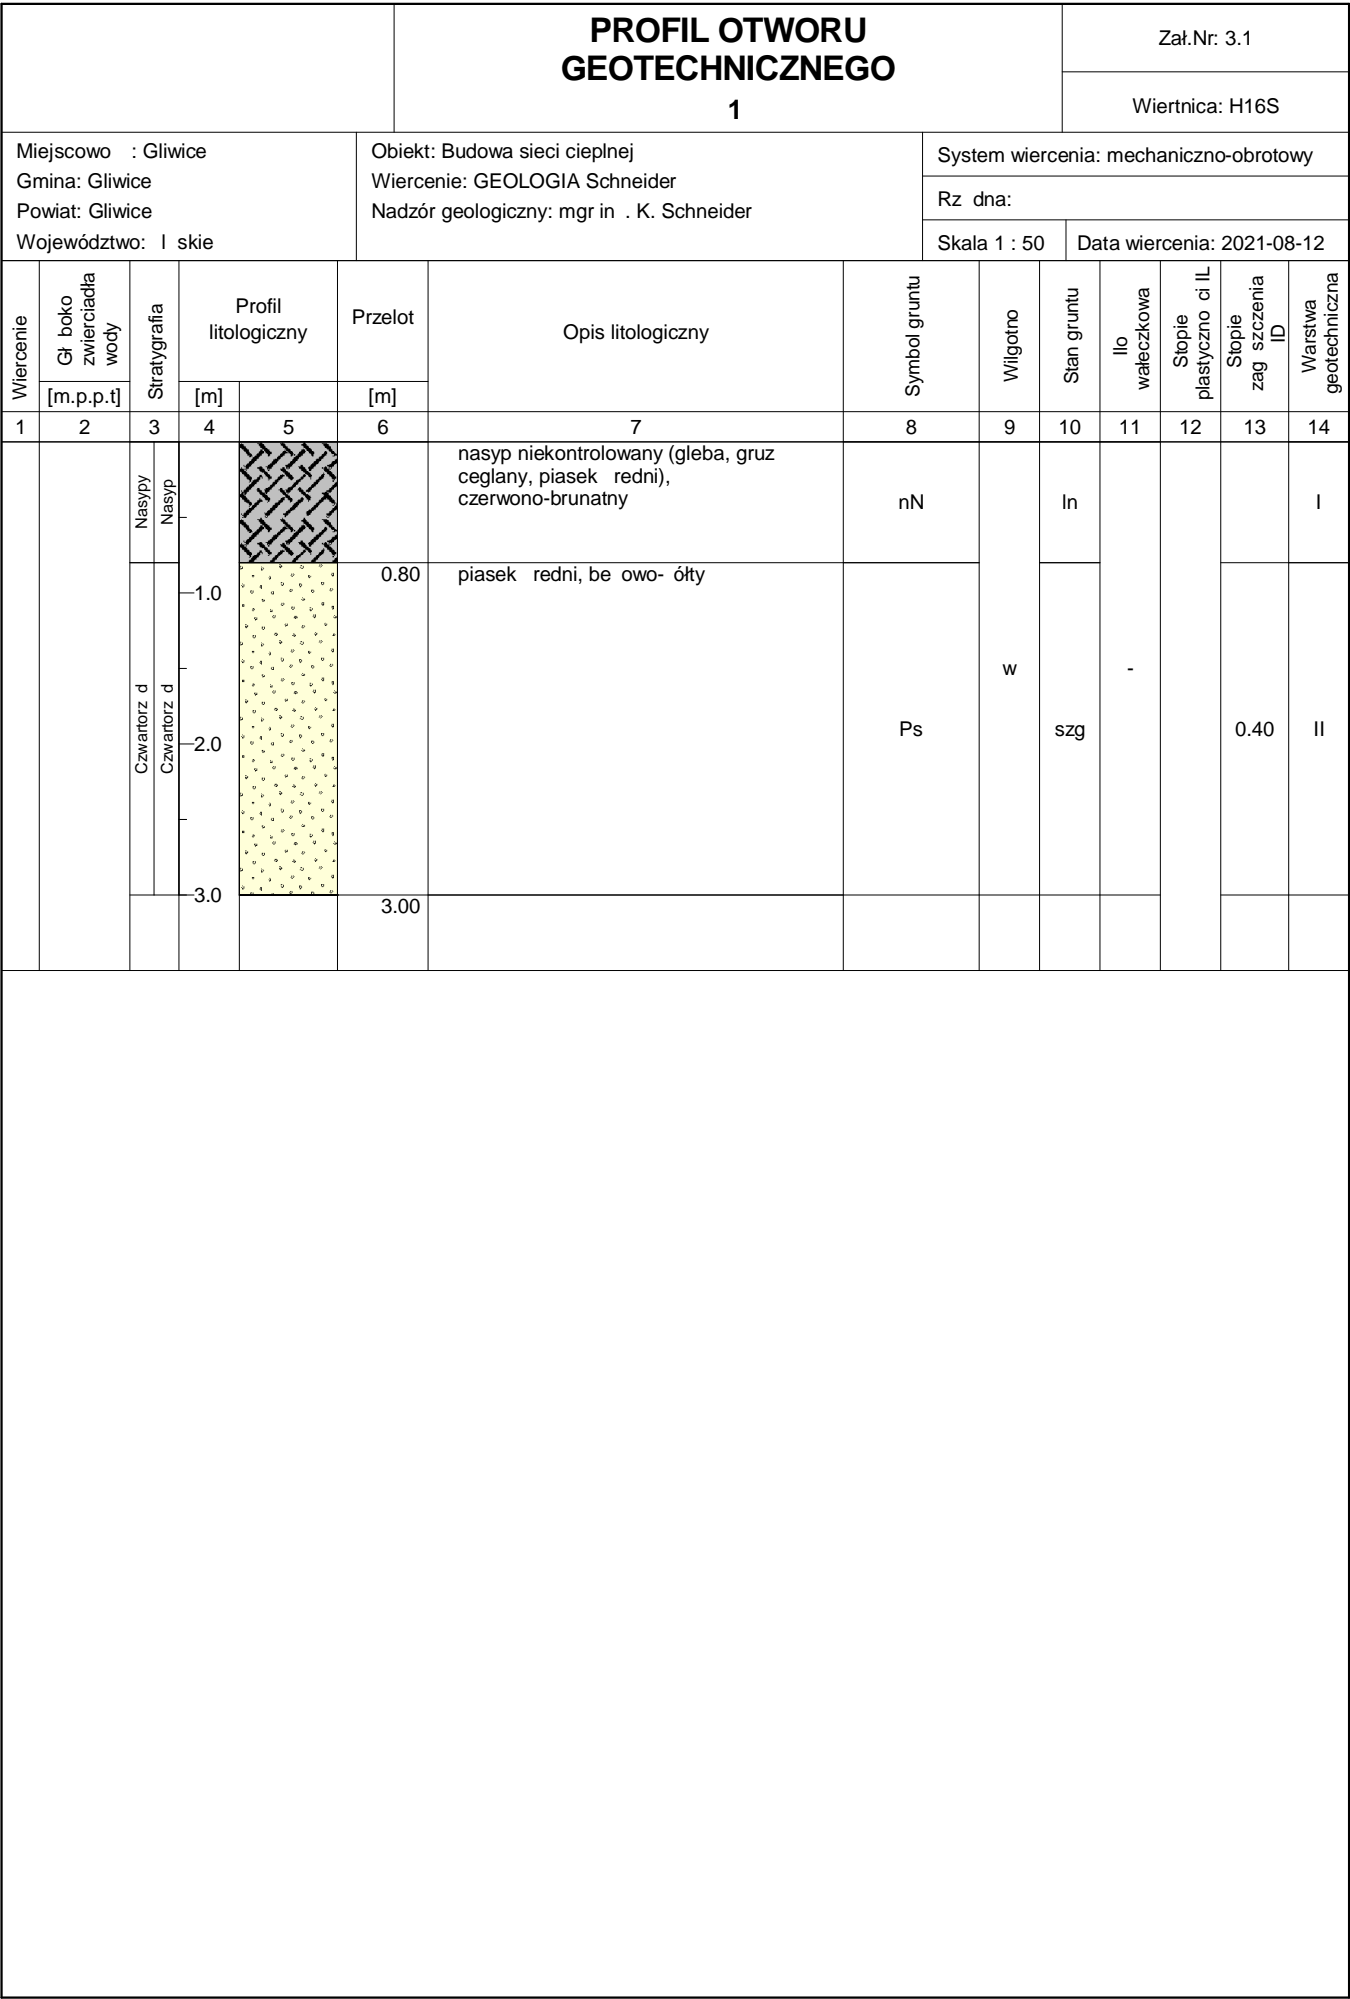 PROFIL OTWORU
GEOTECHNICZNEGO
1
Zał.Nr: 3.1
Wiertnica: H16S
Miejscowo : Gliwice
Gmina: Gliwice
Powiat: Gliwice
Województwo: l skie
Obiekt: Budowa sieci cieplnej
Wiercenie: GEOLOGIA Schneider
Nadzór geologiczny: mgr in . K. Schneider
System wiercenia: mechaniczno-obrotowy
Rz dna:
Skala 1 : 50
Data wiercenia: 2021-08-12
Wiercenie
Gł boko
zwierciadła
wody
[m.p.p.t]
Stratygrafia
Profil
litologiczny
[m]
Przelot
[m]
Opis litologiczny
Symbol gruntu
Wilgotno
Stan gruntu
Ilo
wałeczkowa
Stopie
plastyczno ci IL
Stopie
zag szczenia
ID
Warstwa
geotechniczna
1 2 3 4 5 6 7 8 9 10 11 12 13 14
Nasypy
Nasyp
nasyp niekontrolowany (gleba, gruz
ceglany, piasek redni),
czerwono-brunatny
nN
ln
I
0.80
piasek redni, be owo- ółty
1.0
w
-
Czwartorz d
Czwartorz d
2.0
Ps
szg
0.40
II
3.0
3.00